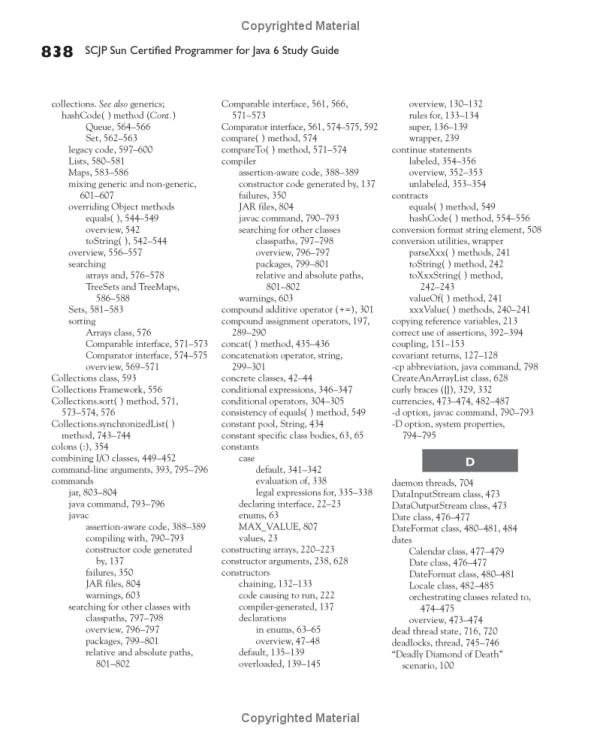 Copyrighted Material
838 SCJP Sun Certified Programmer for Java 6 Study Guide
collections. See also generics;
hashCode( ) method (Cont.)
Queue, 564–566
Set, 562–563
legacy code, 597–600
Lists, 580–581
Maps, 583–586
mixing generic and non-generic,
601–607
overriding Object methods
equals( ), 544–549
overview, 542
toString( ), 542–544
overview, 556–557
searching
arrays and, 576–578
TreeSets and TreeMaps,
586–588
Sets, 581–583
sorting
Arrays class, 576
Comparable interface, 571–573
Comparator interface, 574–575
overview, 569–571
Collections class, 593
Collections Framework, 556
Collections.sort( ) method, 571,
573–574, 576
Collections.synchronizedList( )
method, 743–744
colons (:), 354
combining I/O classes, 449–452
command-line arguments, 393, 795–796
commands
jar, 803–804
java command, 793–796
javac
assertion-aware code, 388–389
compiling with, 790–793
constructor code generated
by, 137
failures, 350
JAR files, 804
warnings, 603
searching for other classes with
classpaths, 797–798
overview, 796–797
packages, 799–801
relative and absolute paths,
801–802
Comparable interface, 561, 566,
571–573
Comparator interface, 561, 574–575, 592
compare( ) method, 574
compareTo( ) method, 571–574
compiler
assertion-aware code, 388–389
constructor code generated by, 137
failures, 350
JAR files, 804
javac command, 790–793
searching for other classes
classpaths, 797–798
overview, 796–797
packages, 799–801
relative and absolute paths,
801–802
warnings, 603
compound additive operator (+=), 301
compound assignment operators, 197,
289–290
concat( ) method, 435–436
concatenation operator, string,
299–301
concrete classes, 42–44
conditional expressions, 346–347
conditional operators, 304–305
consistency of equals( ) method, 549
constant pool, String, 434
constant specific class bodies, 63, 65
constants
case
default, 341–342
evaluation of, 338
legal expressions for, 335–338
declaring interface, 22–23
enums, 63
MAX_VALUE, 807
values, 23
constructing arrays, 220–223
constructor arguments, 238, 628
constructors
chaining, 132–133
code causing to run, 222
compiler-generated, 137
declarations
in enums, 63–65
overview, 47–48
default, 135–139
overloaded, 139–145
overview, 130–132
rules for, 133–134
super, 136–139
wrapper, 239
continue statements
labeled, 354–356
overview, 352–353
unlabeled, 353–354
contracts
equals( ) method, 549
hashCode( ) method, 554–556
conversion format string element, 508
conversion utilities, wrapper
parseXxx( ) methods, 241
toString( ) method, 242
toXxxString( ) method,
242–243
valueOf( ) method, 241
xxxValue( ) methods, 240–241
copying reference variables, 213
correct use of assertions, 392–394
coupling, 151–153
covariant returns, 127–128
-cp abbreviation, java command, 798
CreateAnArrayList class, 628
curly braces ({}), 329, 332
currencies, 473–474, 482–487
-d option, javac command, 790–793
-D option, system properties,
794–795
D
daemon threads, 704
DataInputStream class, 473
DataOutputStream class, 473
Date class, 476–477
DateFormat class, 480–481, 484
dates
Calendar class, 477–479
Date class, 476–477
DateFormat class, 480–481
Locale class, 482–485
orchestrating classes related to,
474–475
overview, 473–474
dead thread state, 716, 720
deadlocks, thread, 745–746
“Deadly Diamond of Death”
scenario, 100
Copyrighted Material